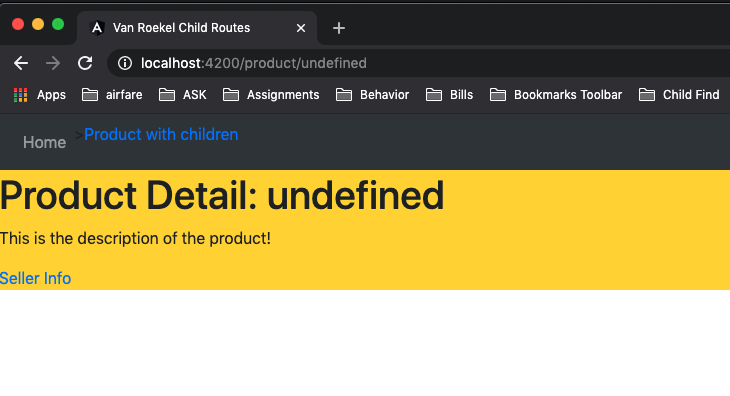 Van Roekel Child Routes
localhost:4200/product/undefined
Apps airfare ASK Assignments Behavior Bills Bookmarks Toolbar Child Find
Home >Product with children
Product Detail: undefined
This is the description of the product!
Seller Info